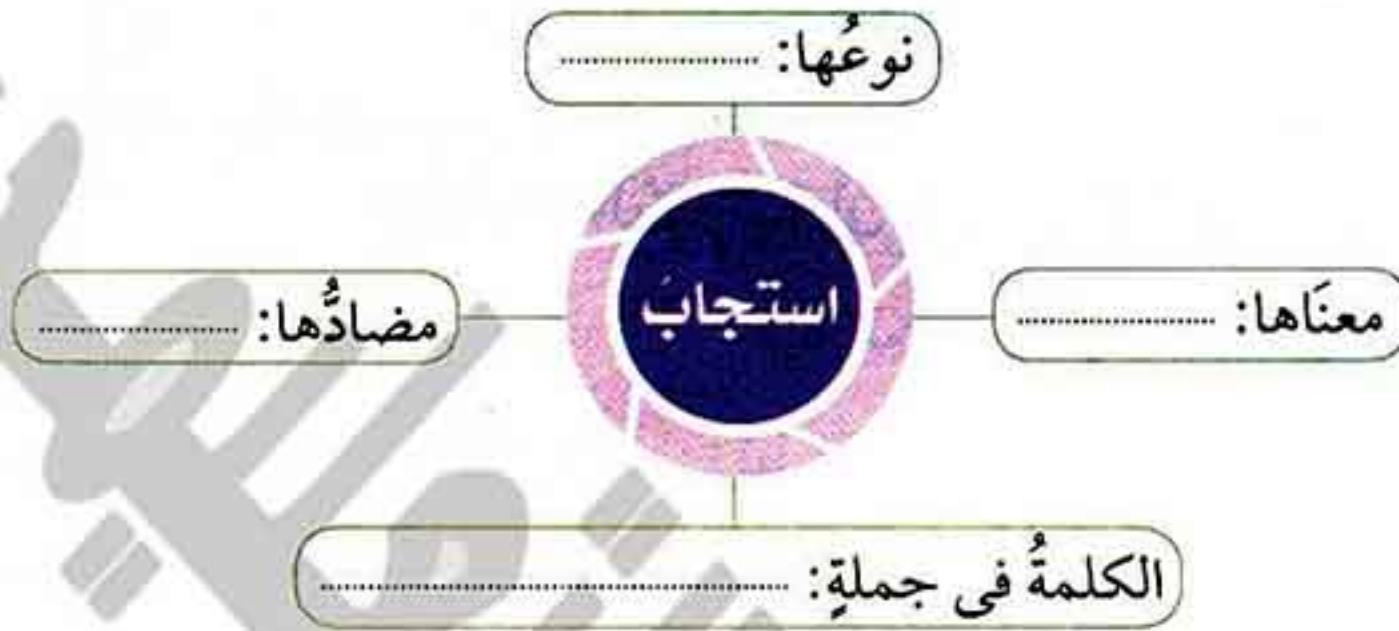 نوعُها: ....................
معنَاها: ....................
استجابَ
مضادُّها: ....................
الكلمةُ فى جملةٍ: ................................................